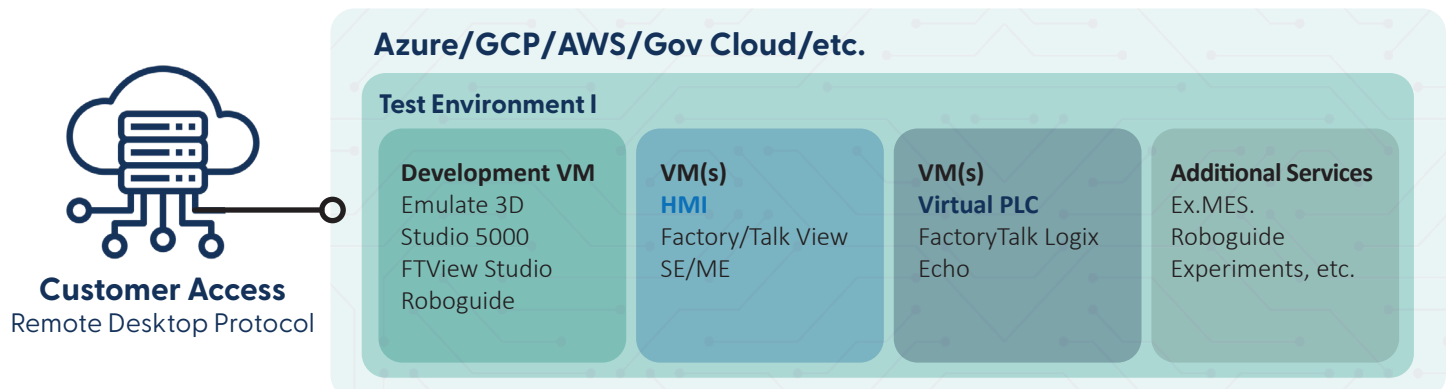 Azure/GCP/AWS/Gov Cloud/etc.
Test Environment I
Development VM
Emulate 3D
Studio 5000
FTView Studio
Roboguide
VM(s)
HMI
Factory/Talk View
SE/ME
VM(s)
Virtual PLC
FactoryTalk Logix
Echo
Additional Services
Ex.MES.
Roboguide
Experiments, etc.
Customer Access
Remote Desktop Protocol